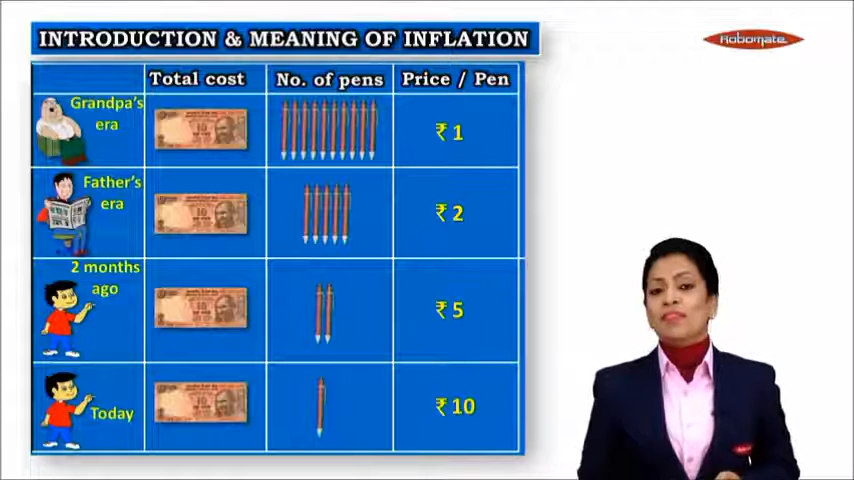 INTRODUCTION & MEANING OF INFLATION
Robomate
Total cost No. of pens Price / Pen
Grandpa's
era
₹ 1
Father's
era
₹ 2
2 months
ago
₹ 5
Today
₹ 10